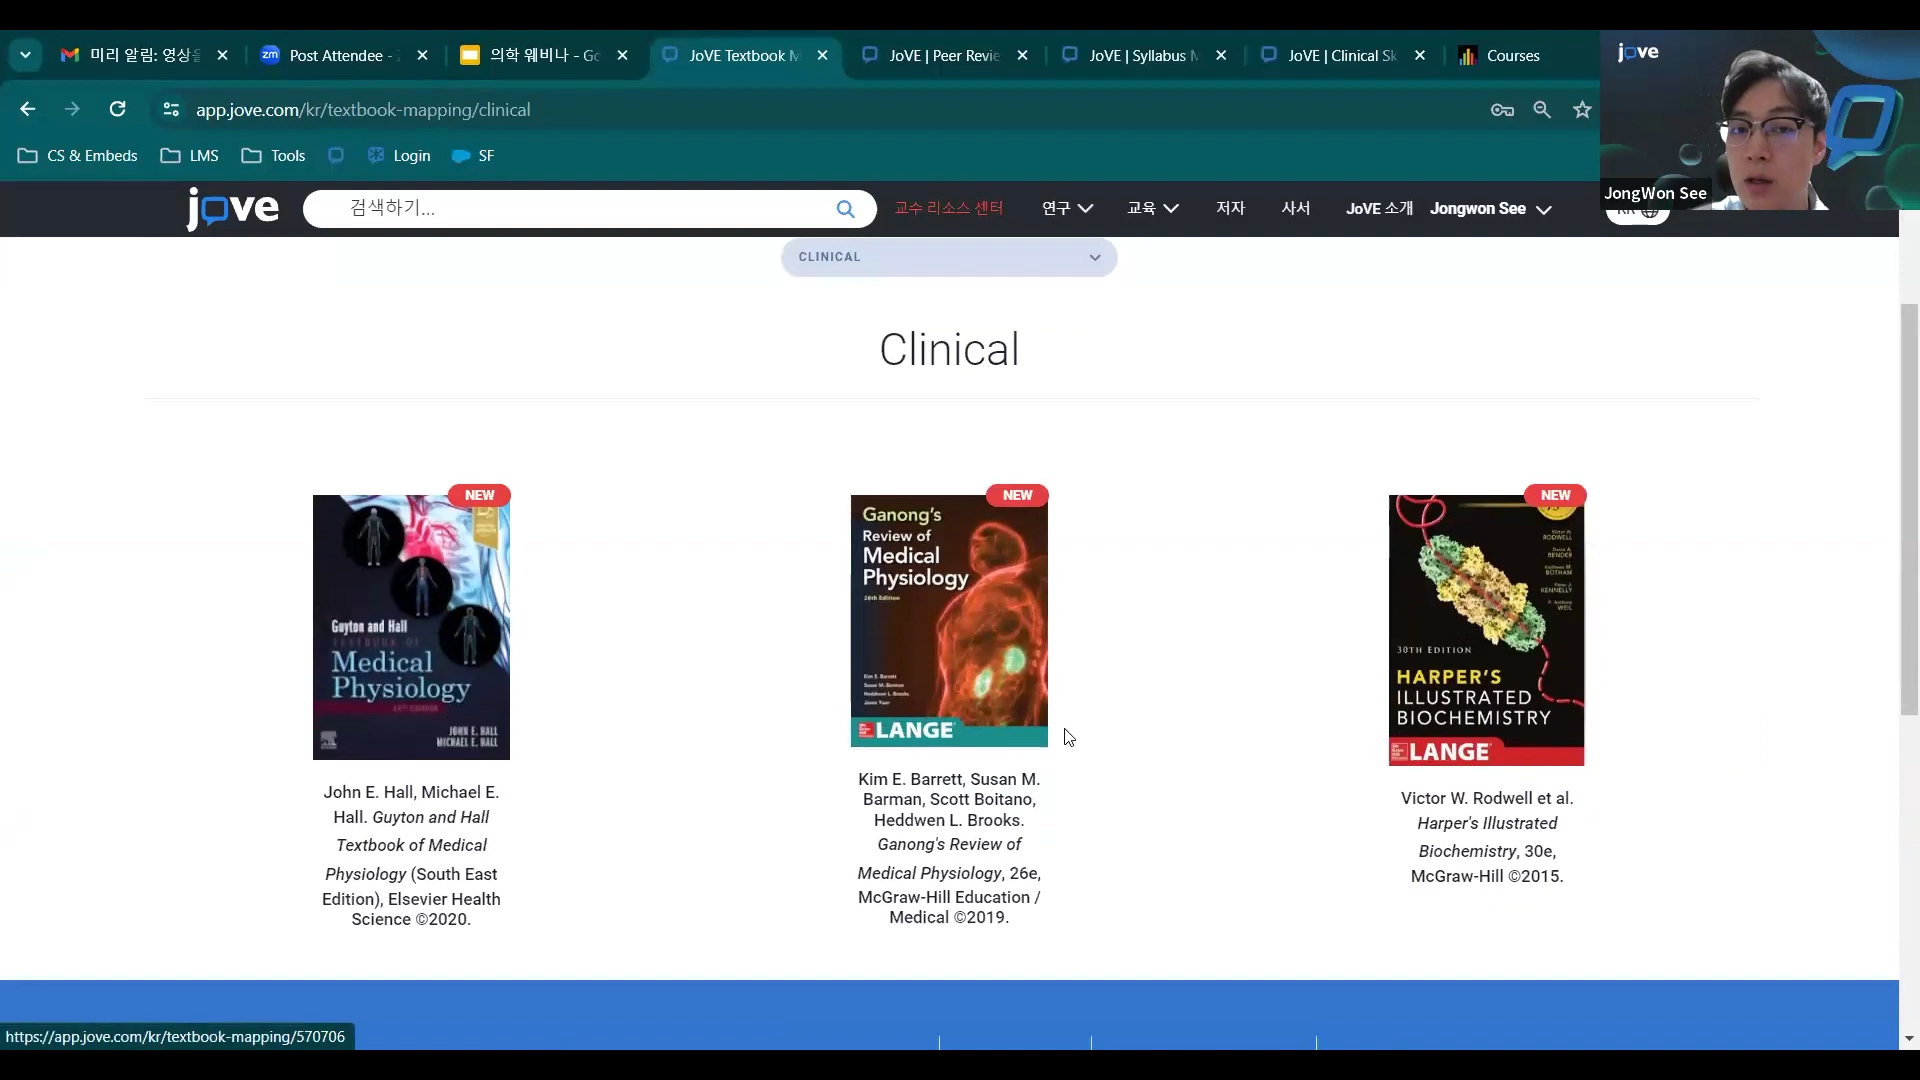 미리 알림: 영상을
Post Attendee -
의학 웨비나 - Go
JoVE Textbook M
JoVE | Peer Revie
JoVE | Syllabus M
JoVE | Clinical Sk
Courses
jove
app.jove.com/kr/textbook-mapping/clinical
CS & Embeds
LMS
Tools
Login
SF
JongWon See
jove
검색하기...
교수 리소스 센터
연구
교육
저자
사서
JoVE 소개
Jongwon See
CLINICAL
Clinical
NEW
Guyton and Hall
Medical
Physiology
JOHN E. HALL
MICHAEL E. HALL
John E. Hall, Michael E.
Hall. Guyton and Hall
Textbook of Medical
Physiology (South East
Edition), Elsevier Health
Science ©2020.
NEW
Ganong's
Review of
Medical
Physiology
LANGE
Kim E. Barrett, Susan M.
Barman, Scott Boitano,
Heddwen L. Brooks.
Ganong's Review of
Medical Physiology, 26e,
McGraw-Hill Education /
Medical ©2019.
NEW
30TH EDITION
HARPER'S
ILLUSTRATED
BIOCHEMISTRY
LANGE
Victor W. Rodwell et al.
Harper's Illustrated
Biochemistry, 30e,
McGraw-Hill ©2015.
https://app.jove.com/kr/textbook-mapping/570706